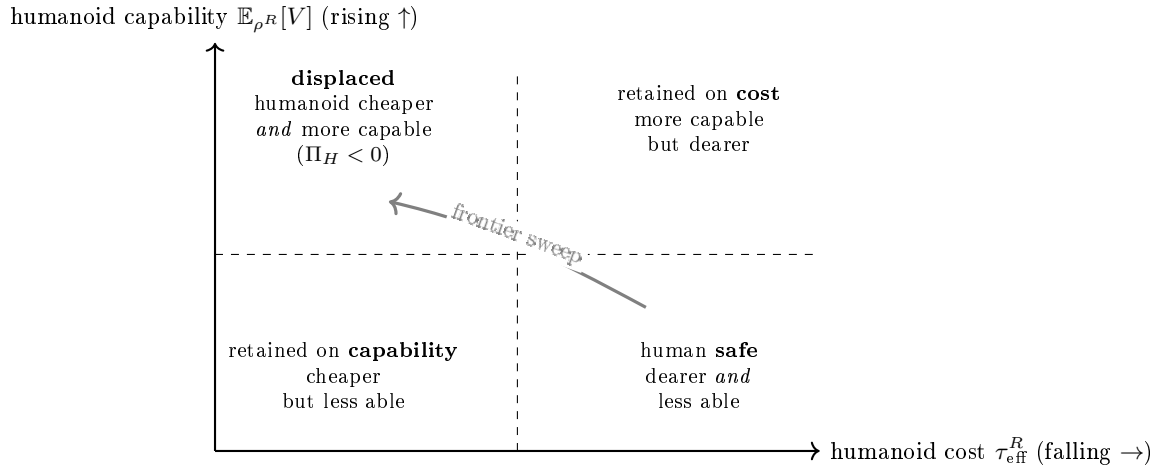 humanoid capability 𝔼_{ρ^R}[V] (rising ↑)
displaced
humanoid cheaper
and more capable
(Π_H < 0)
retained on cost
more capable
but dearer
frontier sweep
retained on capability
cheaper
but less able
human safe
dearer and
less able
humanoid cost τ_eff^R (falling →)